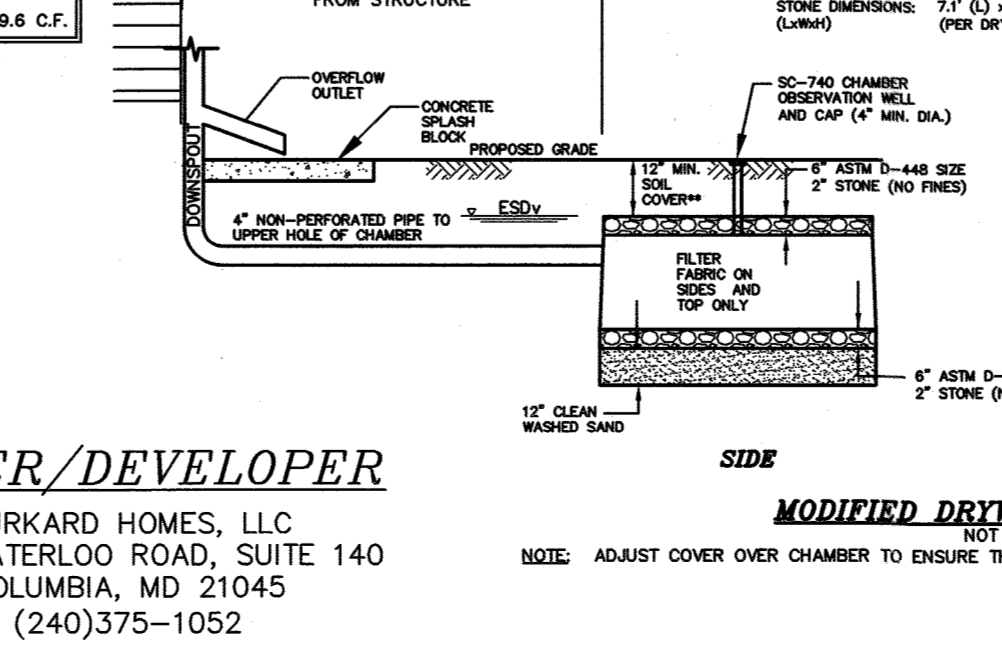 9.6 C.F.
FROM STRUCTURE
STONE DIMENSIONS: 7.1' (L) x
(LxWxH) (PER DRY
OVERFLOW
OUTLET
CONCRETE
SPLASH
BLOCK
SC-740 CHAMBER
OBSERVATION WELL
AND CAP (4" MIN. DIA.)
PROPOSED GRADE
DOWNSPOUT
12" MIN.
SOIL
COVER**
6" ASTM D-448 SIZE
2" STONE (NO FINES)
4" NON-PERFORATED PIPE TO
UPPER HOLE OF CHAMBER
ESDv
FILTER
FABRIC ON
SIDES AND
TOP ONLY
6" ASTM D-
2" STONE (N
12" CLEAN
WASHED SAND
SIDE
ER/DEVELOPER
URKARD HOMES, LLC
ATERLOO ROAD, SUITE 140
OLUMBIA, MD 21045
(240)375-1052
MODIFIED DRYW
NOT
NOTE: ADJUST COVER OVER CHAMBER TO ENSURE TH